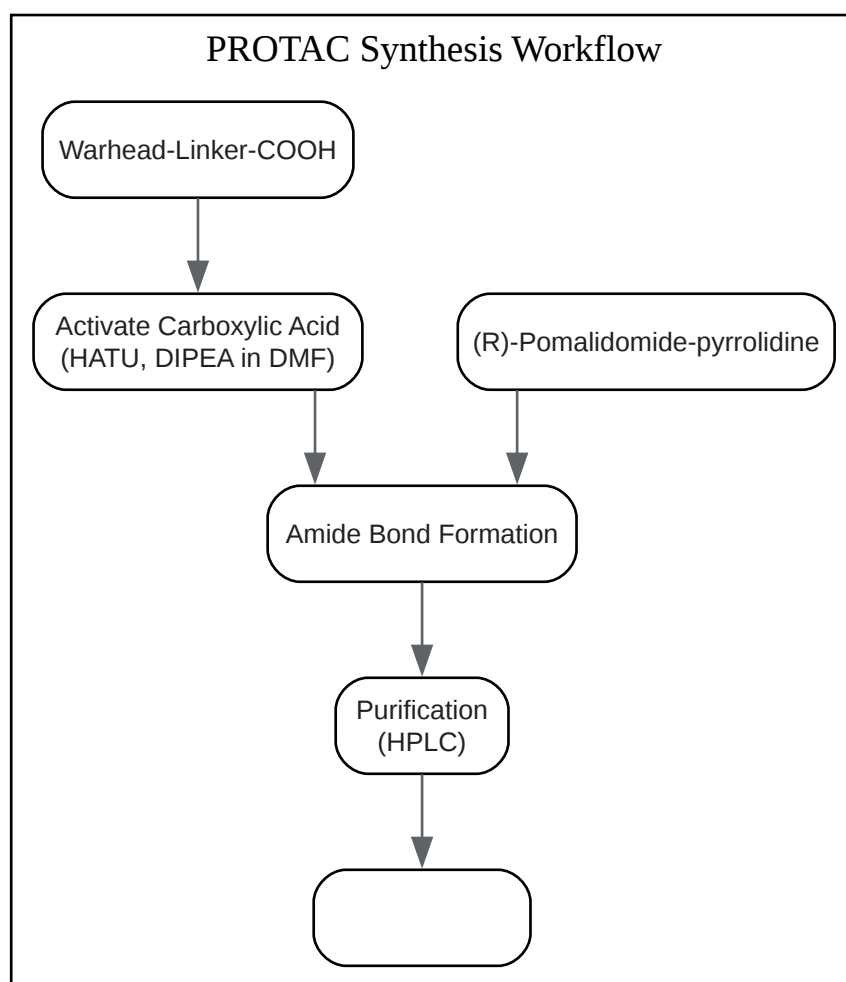 PROTAC Synthesis Workflow
Warhead-Linker-COOH
Activate Carboxylic Acid
(HATU, DIPEA in DMF)
(R)-Pomalidomide-pyrrolidine
Amide Bond Formation
Purification
(HPLC)